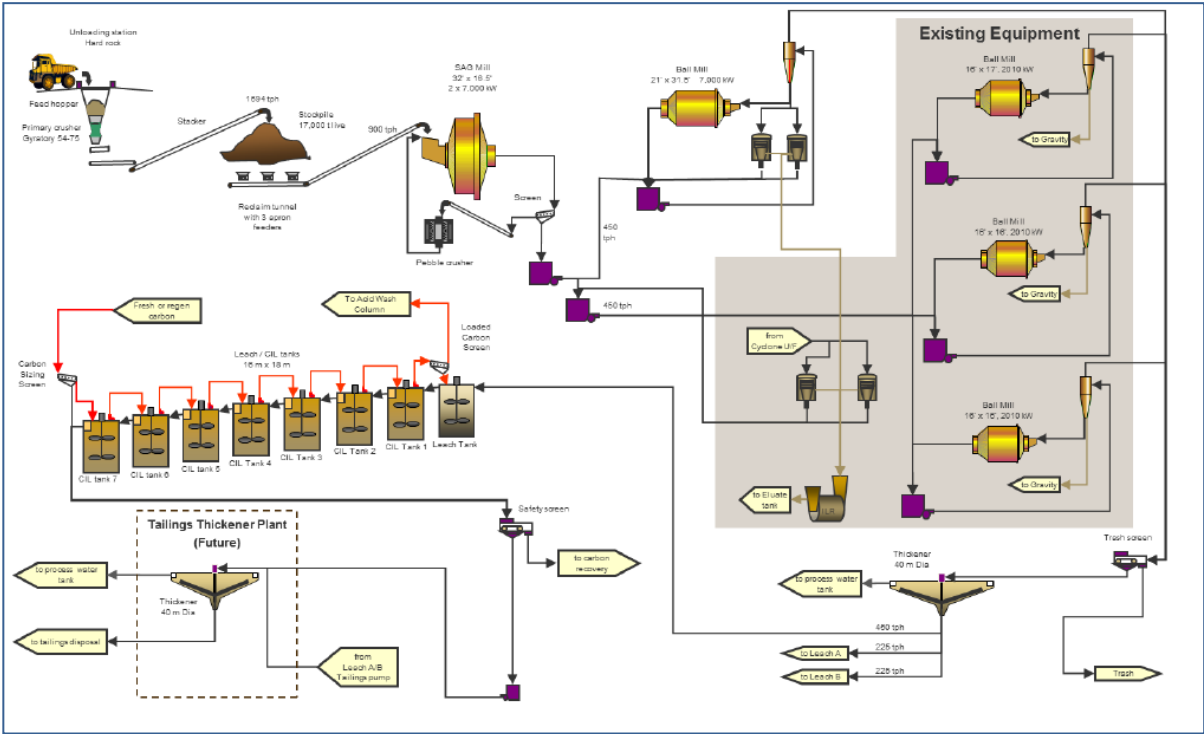 Unloading station
Hard rock
Feed hopper
Primary crusher
Gyratory 54-75
Stacker
1694 tph
Stockpile
17,000 t live
Reclaim tunnel
with 3 apron
feeders
900 tph
SAG Mill
32' x 16.5'
2 x 7,000 kW
Screen
Pebble crusher
Ball Mill
21' x 31.5' 7,000 kW
450
tph
450 tph
Existing Equipment
Ball Mill
16' x 17', 2010 kW
to Gravity
Ball Mill
16' x 16', 2010 kW
to Gravity
Ball Mill
16' x 16', 2010 kW
to Gravity
from
Cyclone U/F
to Eluate
tank
ILR
Fresh or regen
carbon
To Acid Wash
Column
Loaded
Carbon
Screen
Carbon
Sizing
Screen
Leach / CIL tanks
16 m x 18 m
CIL tank 7
CIL tank 6
CIL tank 5
CIL Tank 4
CIL Tank 3
CIL Tank 2
CIL Tank 1
Leach Tank
Tailings Thickener Plant
(Future)
to process water
tank
Thickener
40 m Dia
to tailings disposal
from
Leach A/B
Tailings pump
Safety screen
to carbon
recovery
Thickener
40 m Dia
to process water
tank
450 tph
to Leach A
225 tph
to Leach B
225 tph
Trash screen
Trash